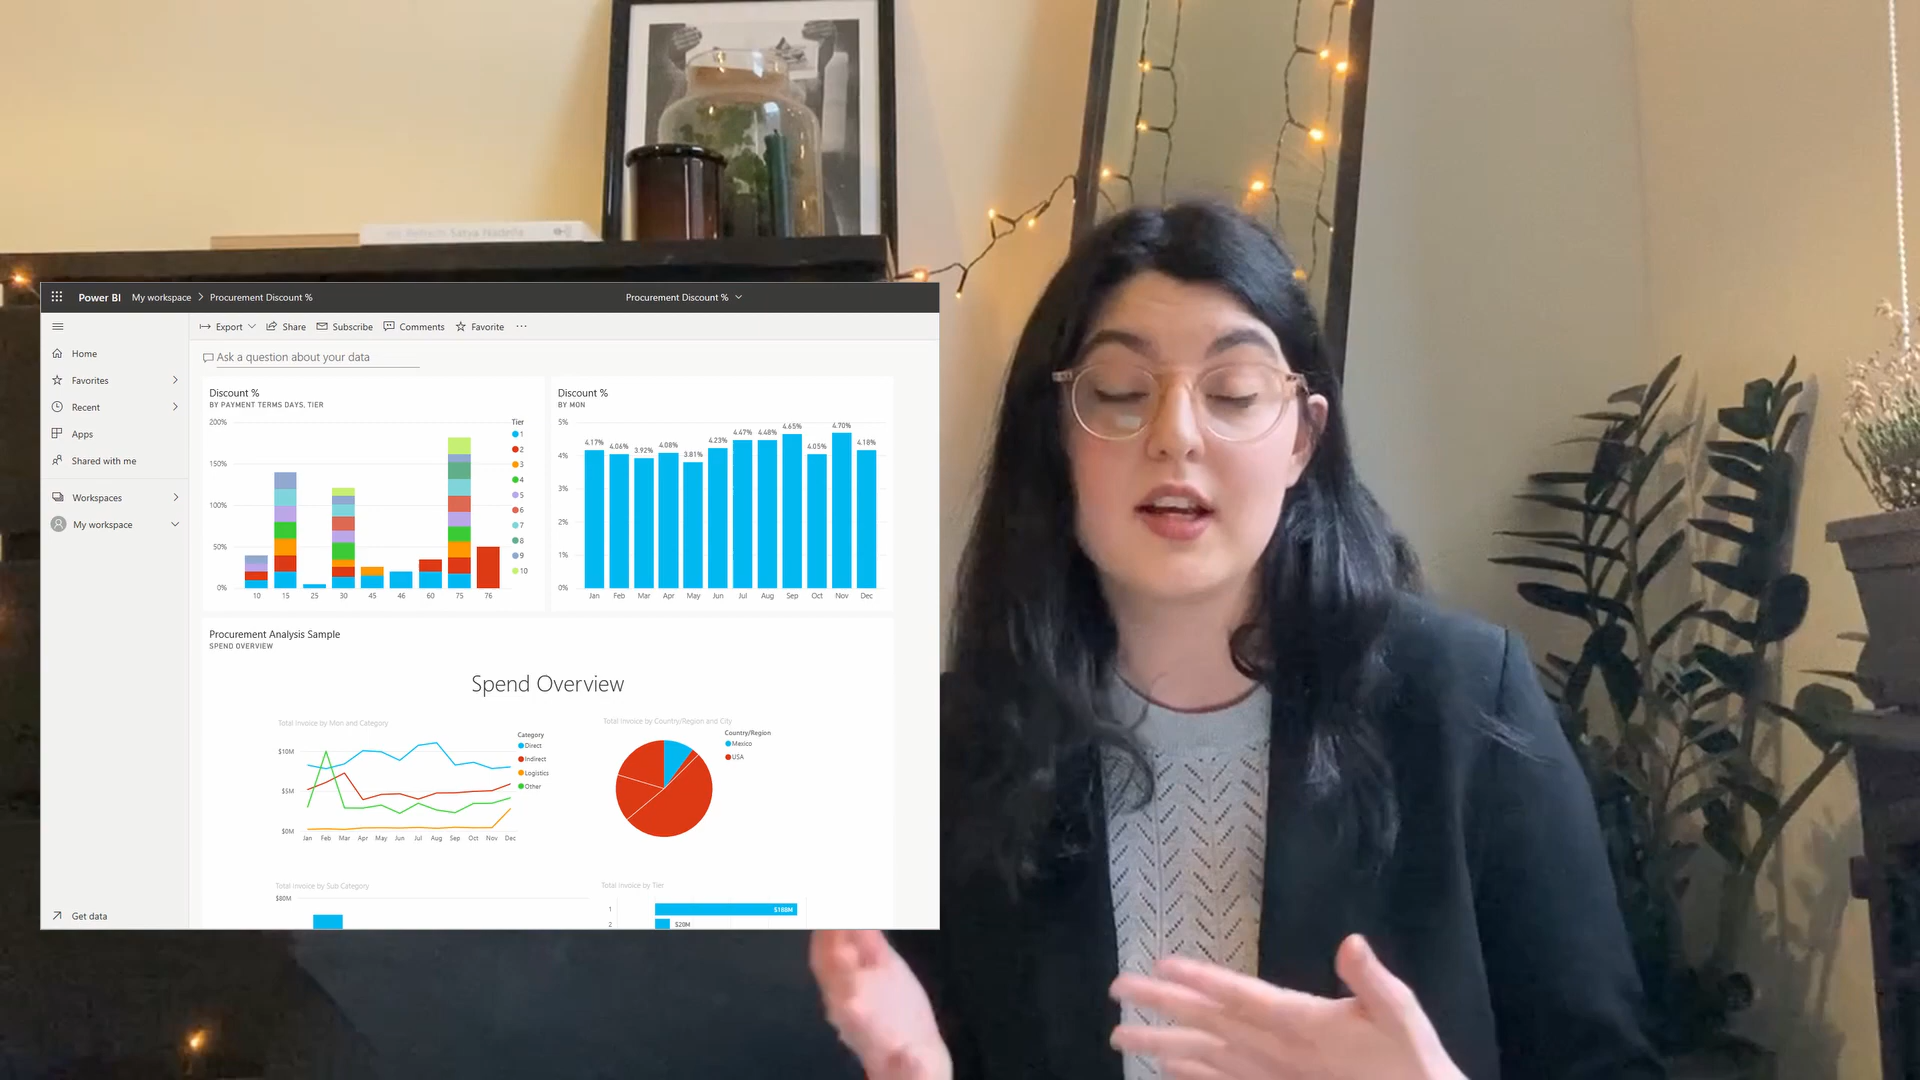 Satya Nadella
Power BI My workspace > Procurement Discount %
Procurement Discount %
Export Share Subscribe Comments Favorite ...
Ask a question about your data
Home
Favorites
Recent
Apps
Shared with me
Workspaces
My workspace
Get data
Discount %
BY PAYMENT TERMS DAYS, TIER
200%
150%
100%
50%
0%
10 15 25 30 45 46 60 75 76
Tier
1
2
3
4
5
6
7
8
9
10
Discount %
BY MON
5%
4%
3%
2%
1%
0%
4.17% 4.06% 3.92% 4.08% 3.81% 4.23% 4.47% 4.48% 4.65% 4.05% 4.70% 4.18%
Jan Feb Mar Apr May Jun Jul Aug Sep Oct Nov Dec
Procurement Analysis Sample
SPEND OVERVIEW
Spend Overview
Total Invoice by Mon and Category
$10M
$5M
$0M
Jan Feb Mar Apr May Jun Jul Aug Sep Oct Nov Dec
Category
Direct
Indirect
Logistics
Other
Total Invoice by Country/Region and City
Country/Region
Mexico
USA
Total Invoice by Sub Category
$80M
Total Invoice by Tier
1 $188M
2 $28M